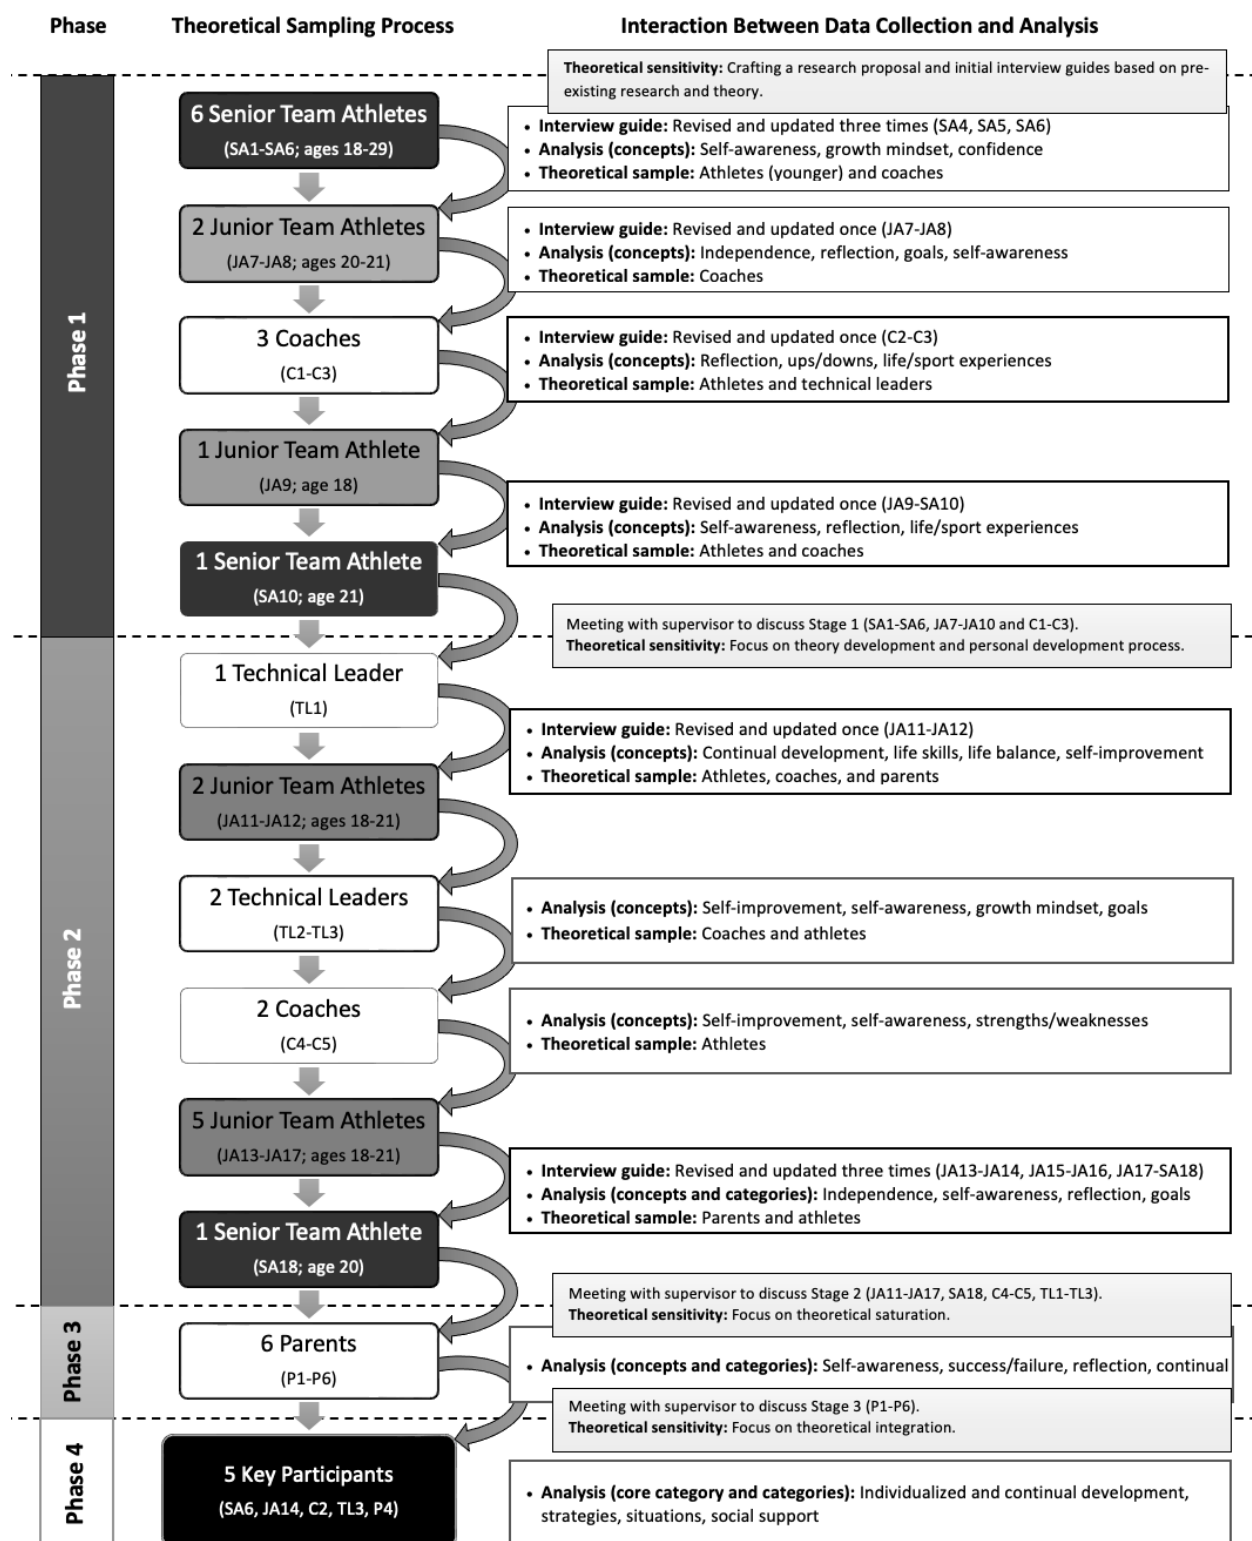 Phase
Theoretical Sampling Process
Interaction Between Data Collection and Analysis
Theoretical sensitivity: Crafting a research proposal and initial interview guides based on pre-
existing research and theory.
Phase 1
6 Senior Team Athletes
(SA1-SA6; ages 18-29)
• Interview guide: Revised and updated three times (SA4, SA5, SA6)
• Analysis (concepts): Self-awareness, growth mindset, confidence
• Theoretical sample: Athletes (younger) and coaches
2 Junior Team Athletes
(JA7-JA8; ages 20-21)
• Interview guide: Revised and updated once (JA7-JA8)
• Analysis (concepts): Independence, reflection, goals, self-awareness
• Theoretical sample: Coaches
3 Coaches
(C1-C3)
• Interview guide: Revised and updated once (C2-C3)
• Analysis (concepts): Reflection, ups/downs, life/sport experiences
• Theoretical sample: Athletes and technical leaders
1 Junior Team Athlete
(JA9; age 18)
• Interview guide: Revised and updated once (JA9-SA10)
• Analysis (concepts): Self-awareness, reflection, life/sport experiences
• Theoretical sample: Athletes and coaches
1 Senior Team Athlete
(SA10; age 21)
Meeting with supervisor to discuss Stage 1 (SA1-SA6, JA7-JA10 and C1-C3).
Theoretical sensitivity: Focus on theory development and personal development process.
Phase 2
1 Technical Leader
(TL1)
• Interview guide: Revised and updated once (JA11-JA12)
• Analysis (concepts): Continual development, life skills, life balance, self-improvement
• Theoretical sample: Athletes, coaches, and parents
2 Junior Team Athletes
(JA11-JA12; ages 18-21)
2 Technical Leaders
(TL2-TL3)
• Analysis (concepts): Self-improvement, self-awareness, growth mindset, goals
• Theoretical sample: Coaches and athletes
2 Coaches
(C4-C5)
• Analysis (concepts): Self-improvement, self-awareness, strengths/weaknesses
• Theoretical sample: Athletes
5 Junior Team Athletes
(JA13-JA17; ages 18-21)
• Interview guide: Revised and updated three times (JA13-JA14, JA15-JA16, JA17-SA18)
• Analysis (concepts and categories): Independence, self-awareness, reflection, goals
• Theoretical sample: Parents and athletes
1 Senior Team Athlete
(SA18; age 20)
Meeting with supervisor to discuss Stage 2 (JA11-JA17, SA18, C4-C5, TL1-TL3).
Theoretical sensitivity: Focus on theoretical saturation.
Phase 3
6 Parents
(P1-P6)
• Analysis (concepts and categories): Self-awareness, success/failure, reflection, continual
Meeting with supervisor to discuss Stage 3 (P1-P6).
Theoretical sensitivity: Focus on theoretical integration.
Phase 4
5 Key Participants
(SA6, JA14, C2, TL3, P4)
• Analysis (core category and categories): Individualized and continual development,
strategies, situations, social support